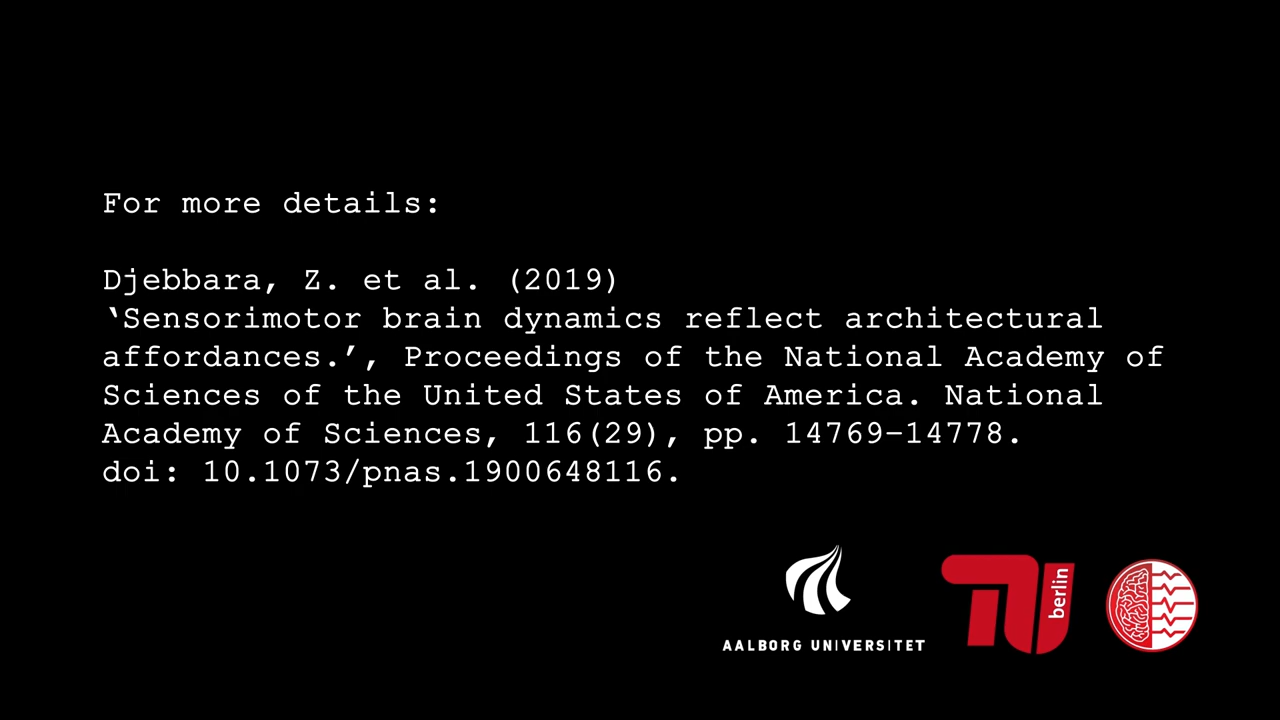 For more details:
Djebbara, Z. et al. (2019)
‘Sensorimotor brain dynamics reflect architectural
affordances.’, Proceedings of the National Academy of
Sciences of the United States of America. National
Academy of Sciences, 116(29), pp. 14769–14778.
doi: 10.1073/pnas.1900648116.
AALBORG UNIVERSITET
TU berlin